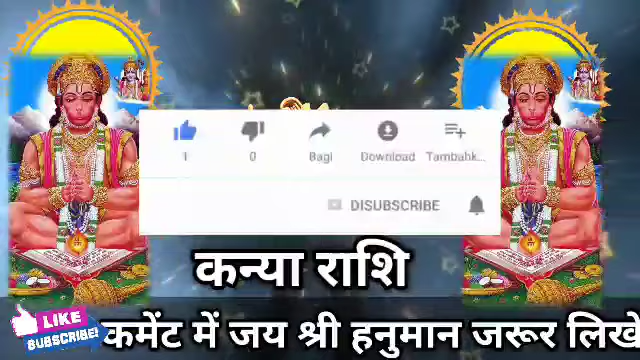 1 0 Bagi Download Tambahk...
DISUBSCRIBE
कन्या राशि
LIKE
SUBSCRIBE!
कमेंट में जय श्री हनुमान जरूर लिखे